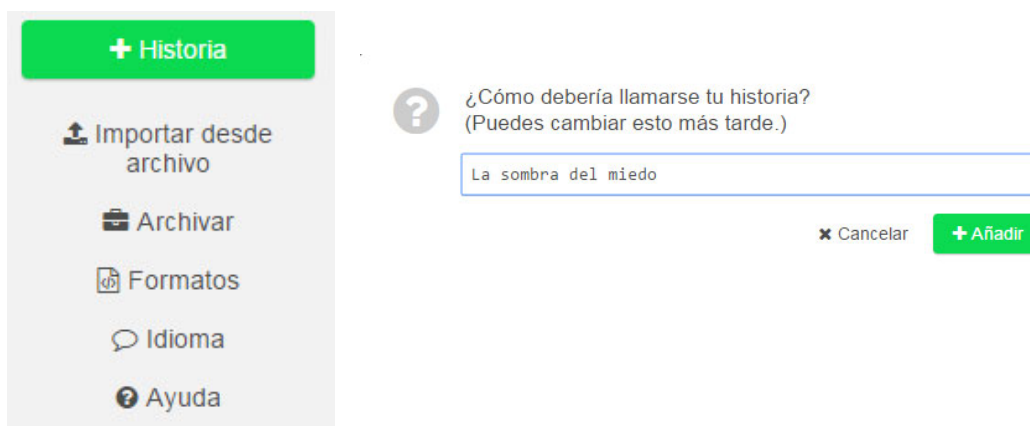 + Historia
Importar desde
archivo
Archivar
Formatos
Idioma
Ayuda
¿Cómo debería llamarse tu historia?
(Puedes cambiar esto más tarde.)
La sombra del miedo
Cancelar
+ Añadir